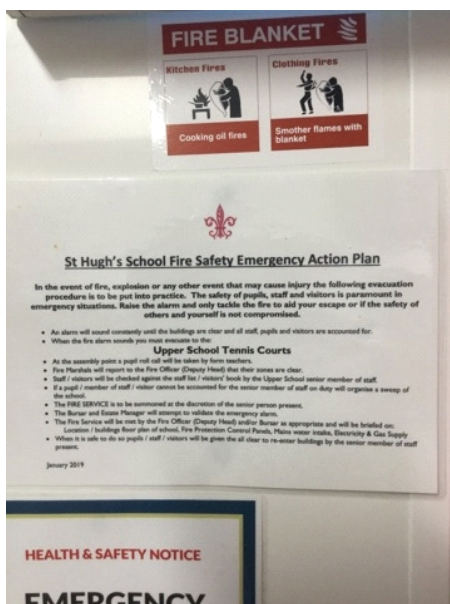 FIRE BLANKET
Kitchen Fires
Clothing Fires
Cooking oil fires
Smother flames with
blanket
St Hugh's School Fire Safety Emergency Action Plan
In the event of fire, explosion or any other event that may cause injury the following evacuation
procedure is to be put into practice. The safety of pupils, staff and visitors is paramount in
emergency situations. Raise the alarm and only tackle the fire to aid your escape or if the safety of
others and yourself is not compromised.
• An alarm will sound constantly until the buildings are clear and all staff, pupils and visitors are accounted for.
• When the fire alarm sounds you must evacuate to the:
Upper School Tennis Courts
• At the assembly point a pupil roll call will be taken by form teachers.
• Fire Marshals will report to the Fire Officer (Deputy Head) that their zones are clear.
• Staff / visitors will be checked against the staff list / visitors' book by the Upper School senior member of staff.
• If a pupil / member of staff / visitor cannot be accounted for the senior member of staff on duty will organise a sweep of
the school.
• The FIRE SERVICE is to be summoned at the discretion of the senior person present.
• The Bursar and Estate Manager will attempt to validate the emergency alarm.
• The Fire Service will be met by the Fire Officer (Deputy Head) and/or Bursar as appropriate and will be briefed on:
Location / buildings floor plan of school, Fire Protection Control Panels, Mains water intake, Electricity & Gas Supply
• When it is safe to do so pupils / staff / visitors will be given the all clear to re-enter buildings by the senior member of staff
present.
January 2019
HEALTH & SAFETY NOTICE
EMERGENCY